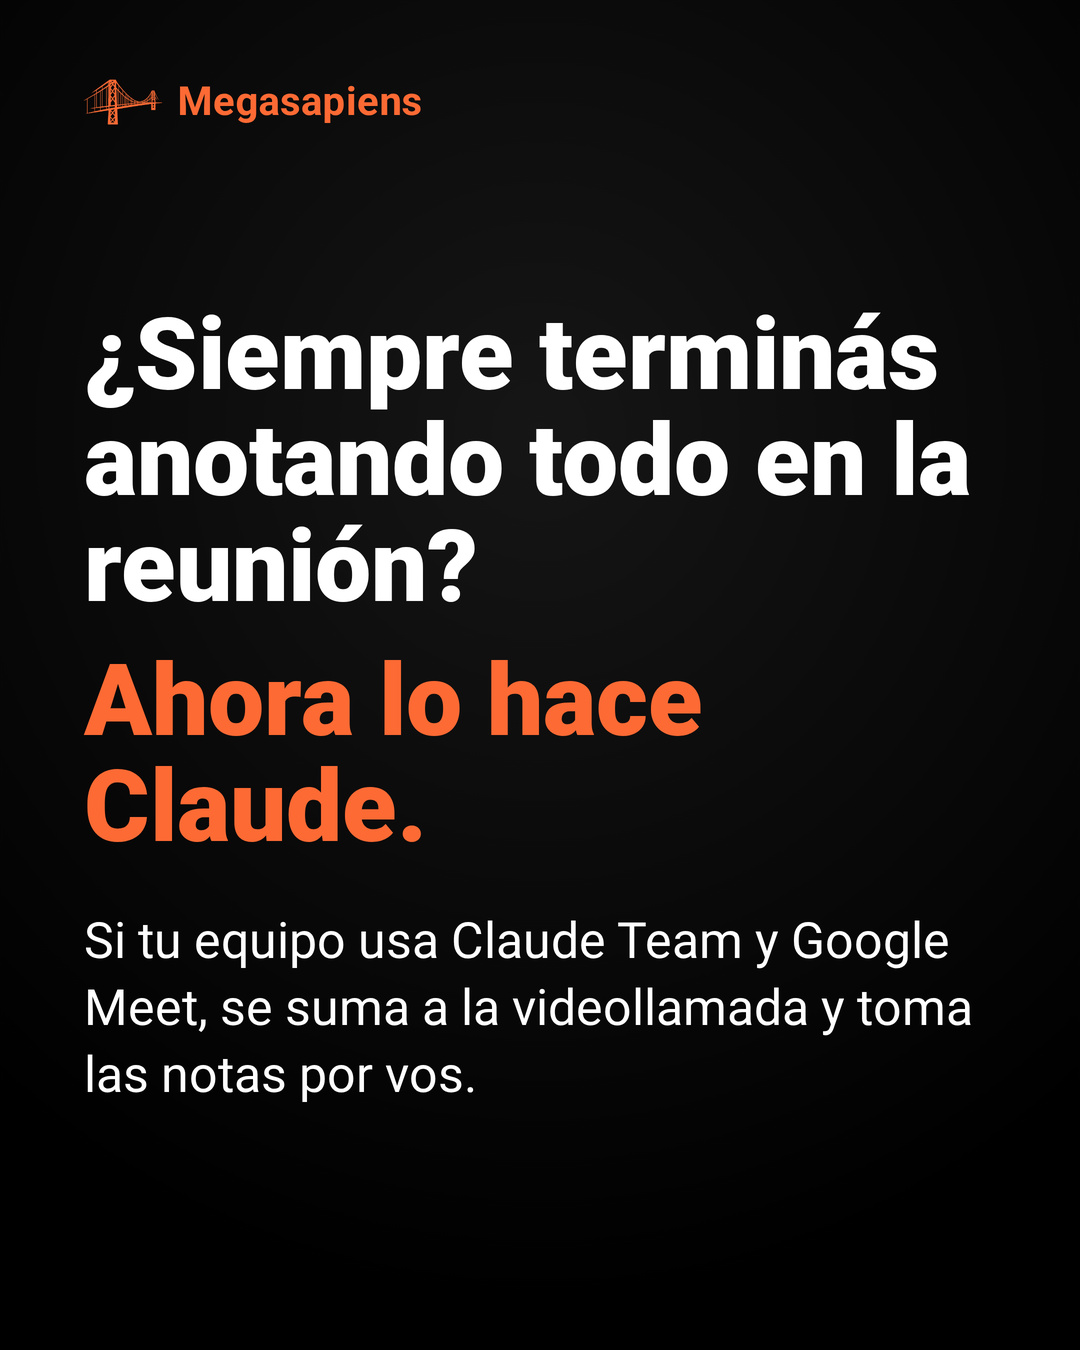 Megasapiens
¿Siempre terminás
anotando todo en la
reunión?
Ahora lo hace
Claude.
Si tu equipo usa Claude Team y Google
Meet, se suma a la videollamada y toma
las notas por vos.